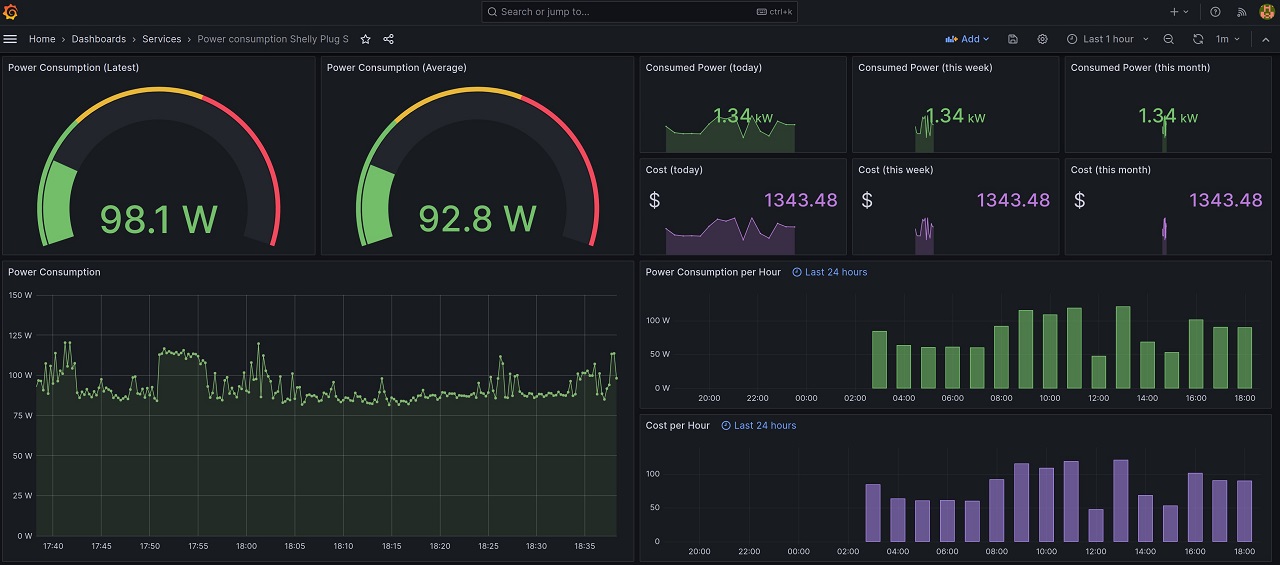 Search or jump to... ctrl+k
Home › Dashboards › Services › Power consumption Shelly Plug S
Add Last 1 hour 1m
Power Consumption (Latest)
98.1 W
Power Consumption (Average)
92.8 W
Consumed Power (today)
1.34 kW
Consumed Power (this week)
1.34 kW
Consumed Power (this month)
1.34 kW
Cost (today)
$ 1343.48
Cost (this week)
$ 1343.48
Cost (this month)
$ 1343.48
Power Consumption
150 W
125 W
100 W
75 W
50 W
25 W
0 W
17:40 17:45 17:50 17:55 18:00 18:05 18:10 18:15 18:20 18:25 18:30 18:35
Power Consumption per Hour Last 24 hours
100 W
50 W
0 W
20:00 22:00 00:00 02:00 04:00 06:00 08:00 10:00 12:00 14:00 16:00 18:00
Cost per Hour Last 24 hours
100
50
0
20:00 22:00 00:00 02:00 04:00 06:00 08:00 10:00 12:00 14:00 16:00 18:00